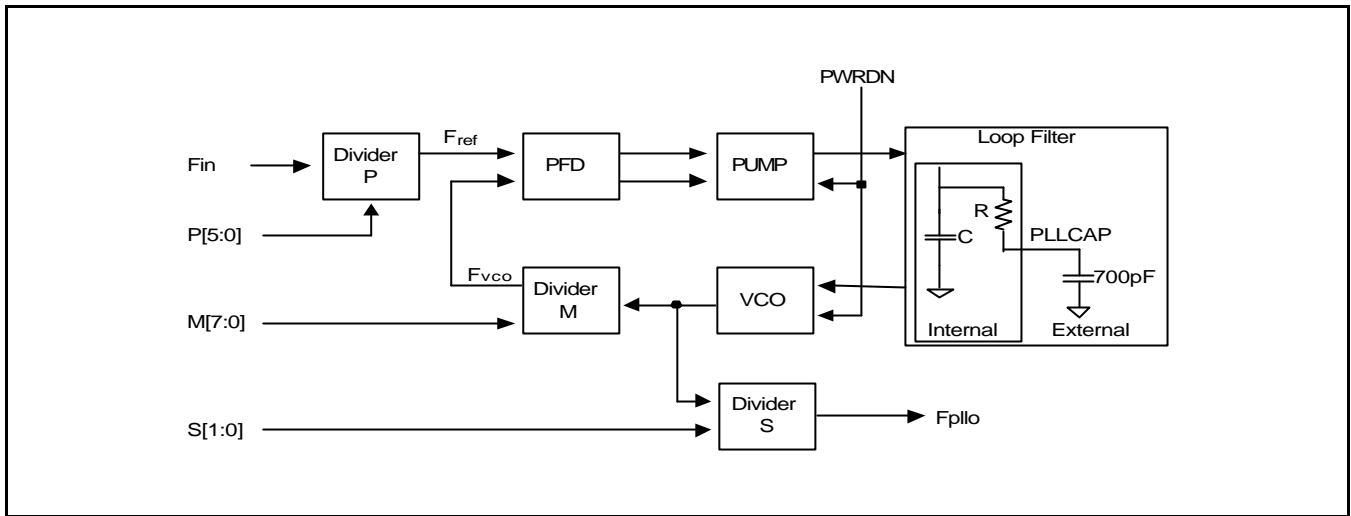 PWRDN
Loop Filter
Fin
Divider
P
Fref
PFD
PUMP
R
C
PLLCAP
700pF
P[5:0]
Fvco
Divider
M
VCO
Internal
External
M[7:0]
Divider
S
Fpllo
S[1:0]